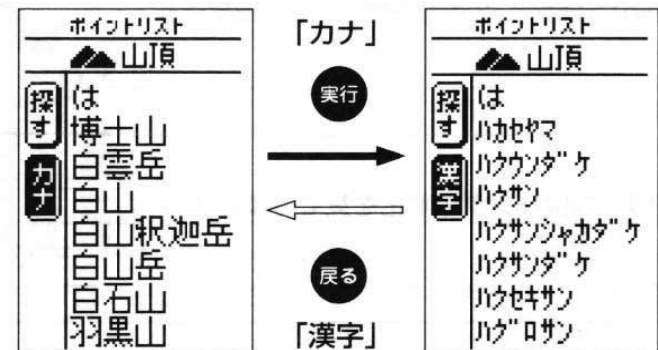 ポイントリスト
山頂
探す
カナ
は
博士山
白雲岳
白山
白山釈迦岳
白山岳
白石山
羽黒山
「カナ」
実行
戻る
「漢字」
ポイントリスト
山頂
探す
漢字
は
ﾊｶｾヤマ
ﾊｸｳﾝﾀﾞｹ
ﾊｸｻﾝ
ﾊｸｻﾝｼｬｶﾀﾞｹ
ﾊｸｻﾝﾀﾞｹ
ﾊｸｾｷｻﾝ
ﾊｸﾞﾛｻﾝ